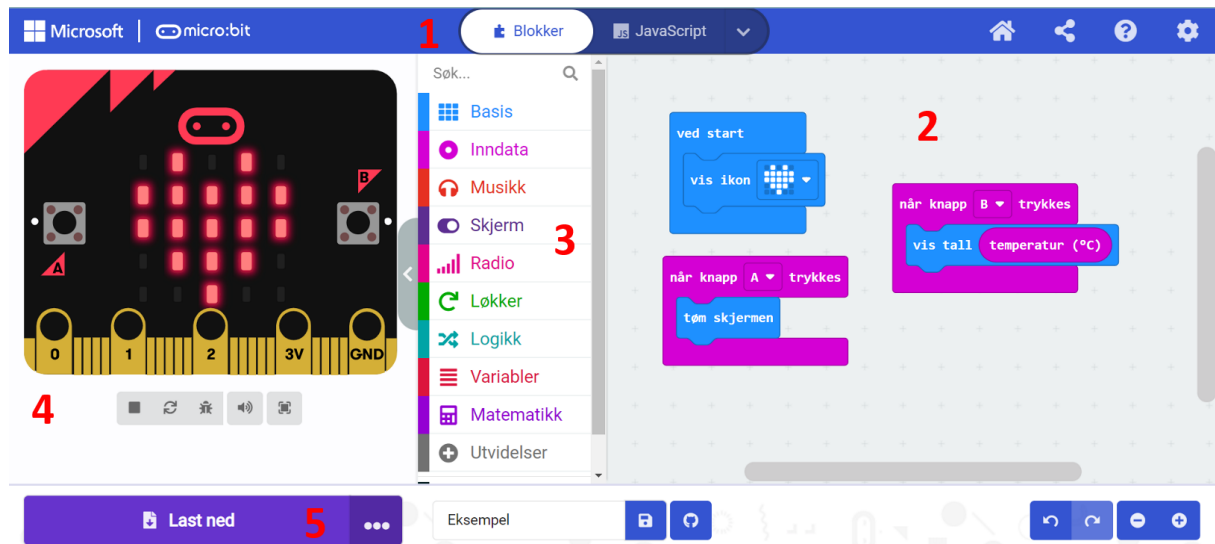 Microsoft micro:bit
1
Blokker
JS JavaScript
Søk...
Basis
Inndata
Musikk
Skjerm
Radio
Løkker
Logikk
Variabler
Matematikk
Utvidelser
3
A
B
0 1 2 3V GND
4
2
ved start
vis ikon
når knapp A trykkes
tøm skjermen
når knapp B trykkes
vis tall temperatur (°C)
Last ned
5
Eksempel